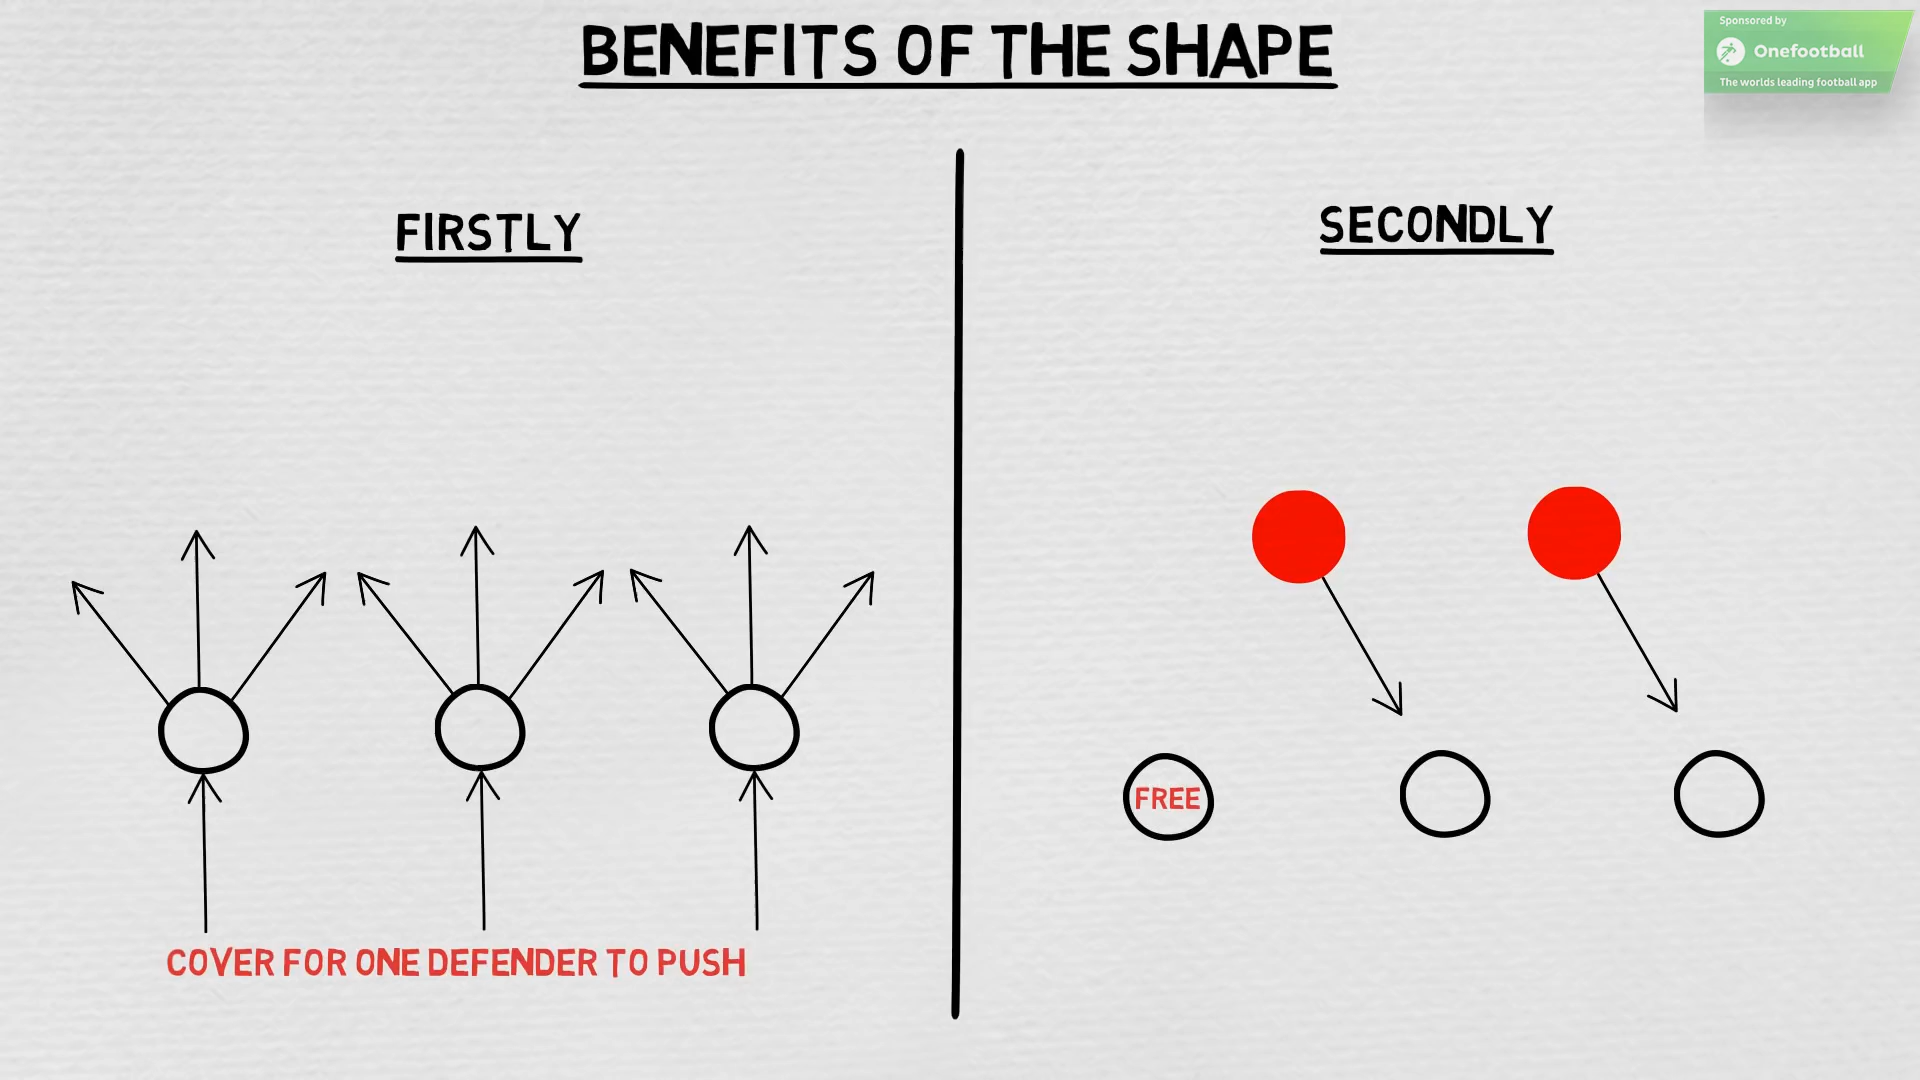 BENEFITS OF THE SHAPE
Sponsored by
Onefootball
The worlds leading football app
FIRSTLY
SECONDLY
FREE
COVER FOR ONE DEFENDER TO PUSH